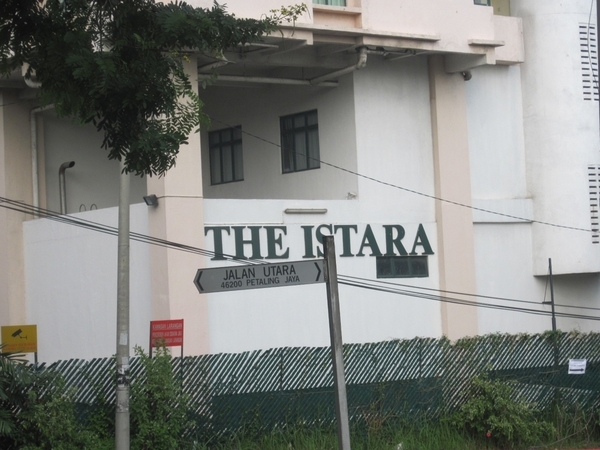 THE ISTARA
JALAN UTARA
46200 PETALING JAYA